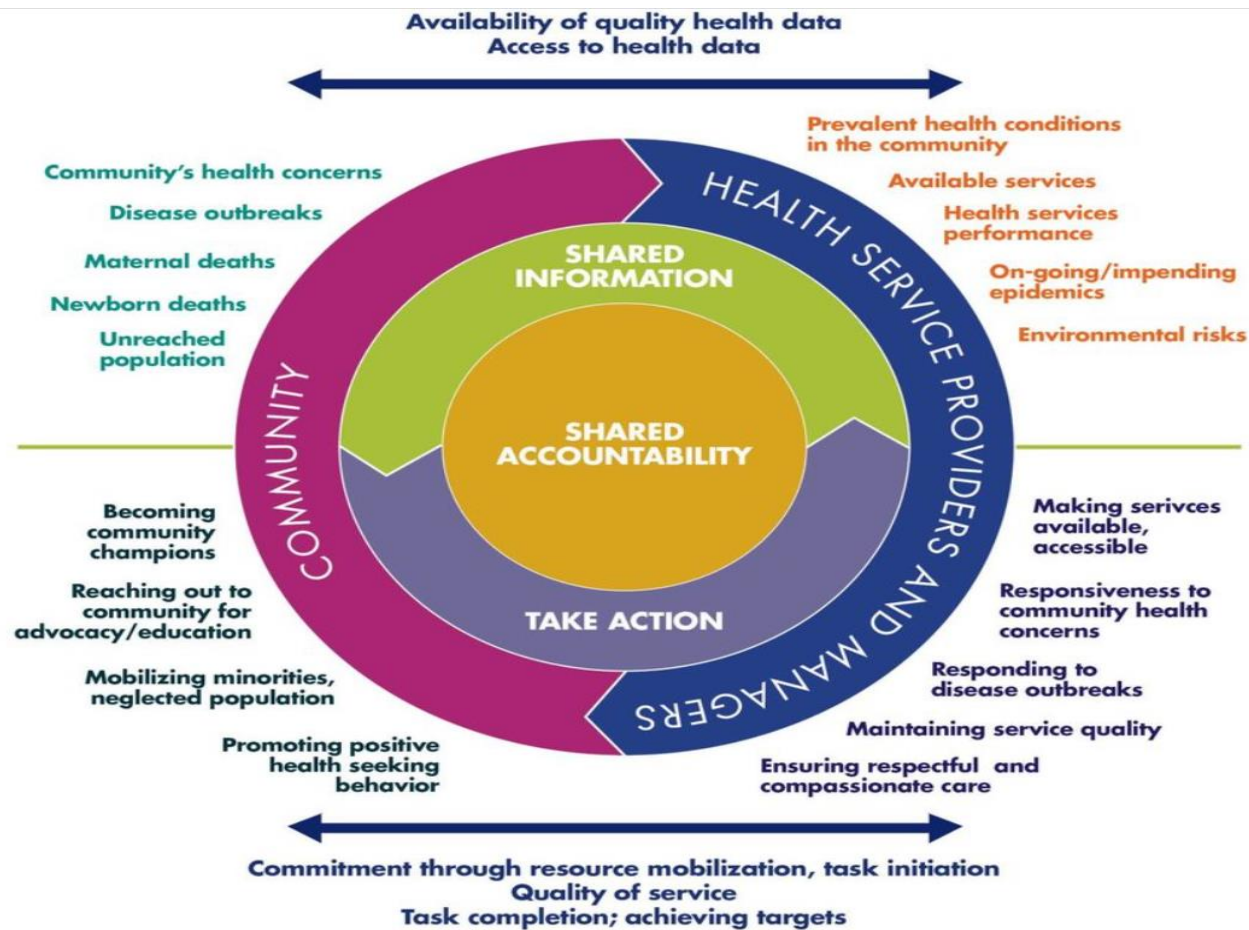 Availability of quality health data
Access to health data
Community's health concerns
Disease outbreaks
Maternal deaths
Newborn deaths
Unreached
population
Prevalent health conditions
in the community
Available services
Health services
performance
On-going/impending
epidemics
Environmental risks
COMMUNITY
HEALTH SERVICE PROVIDERS AND MANAGERS
SHARED
INFORMATION
SHARED
ACCOUNTABILITY
TAKE ACTION
Becoming
community
champions
Reaching out to
community for
advocacy/education
Mobilizing minorities,
neglected population
Promoting positive
health seeking
behavior
Making serivces
available,
accessible
Responsiveness to
community health
concerns
Responding to
disease outbreaks
Maintaining service quality
Ensuring respectful and
compassionate care
Commitment through resource mobilization, task initiation
Quality of service
Task completion; achieving targets